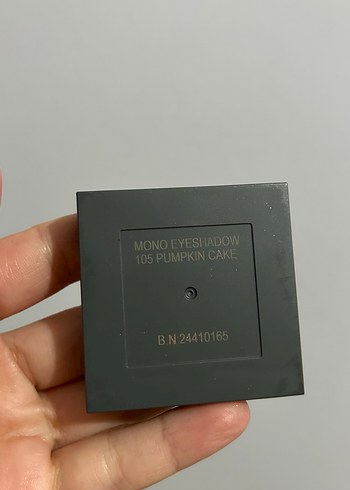 MONO EYESHADOW
105 PUMPKIN CAKE
B.N.24410165